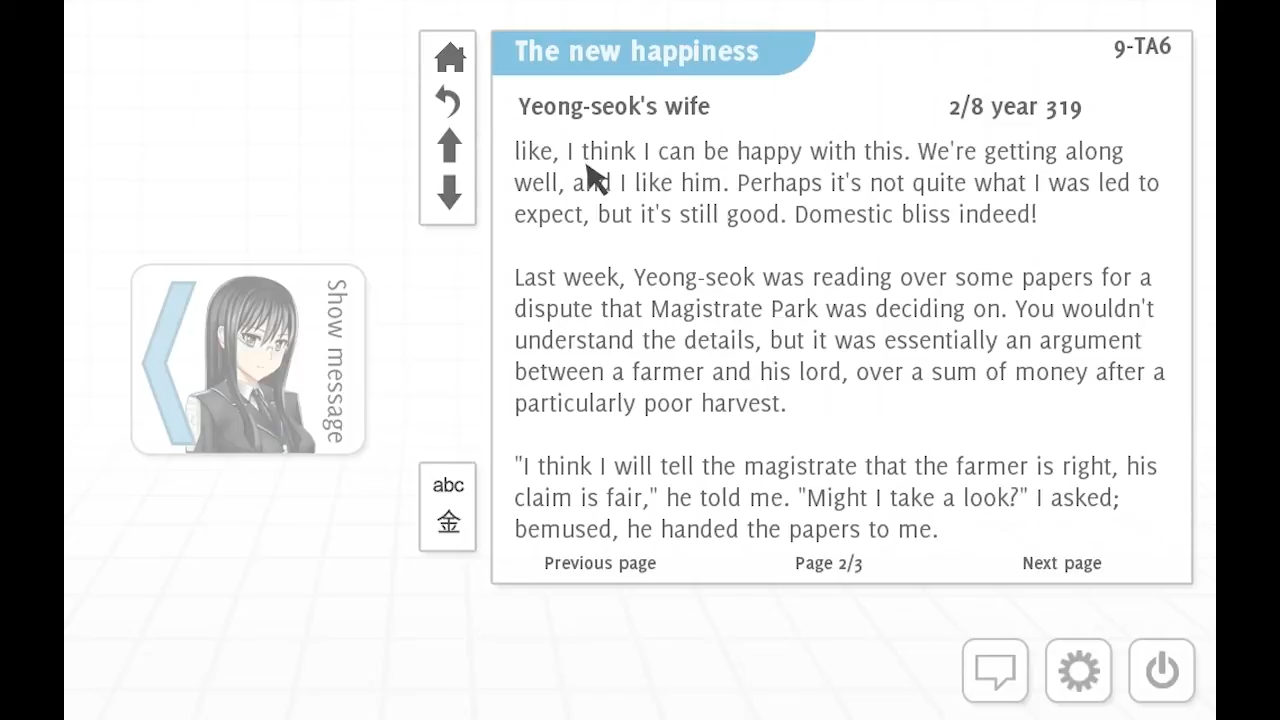 The new happiness
9-TA6
Yeong-seok's wife
2/8 year 319
like, I think I can be happy with this. We're getting along
well, and I like him. Perhaps it's not quite what I was led to
expect, but it's still good. Domestic bliss indeed!
Last week, Yeong-seok was reading over some papers for a
dispute that Magistrate Park was deciding on. You wouldn't
understand the details, but it was essentially an argument
between a farmer and his lord, over a sum of money after a
particularly poor harvest.
"I think I will tell the magistrate that the farmer is right, his
claim is fair," he told me. "Might I take a look?" I asked;
bemused, he handed the papers to me.
Previous page
Page 2/3
Next page
Show message
abc
金